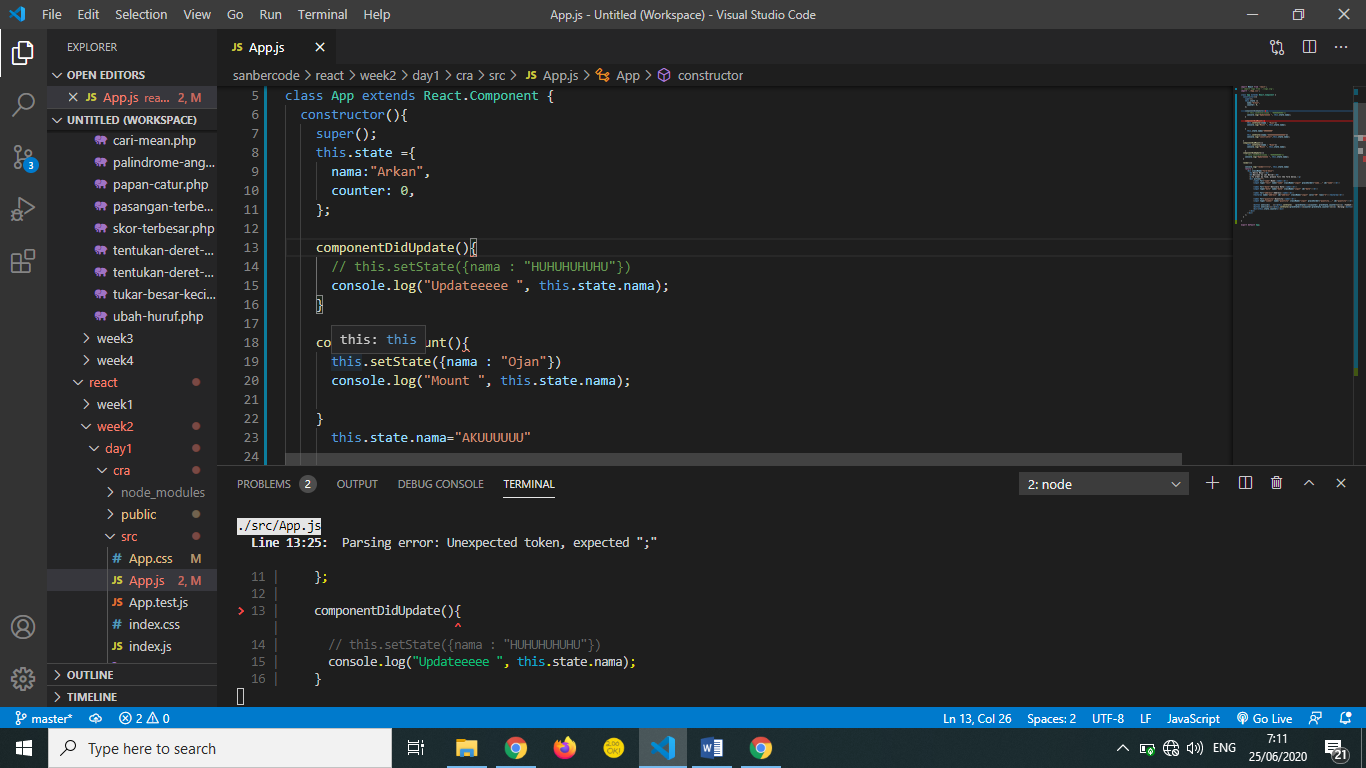 File Edit Selection View Go Run Terminal Help App.js - Untitled (Workspace) - Visual Studio Code
EXPLORER
OPEN EDITORS
App.js rea... 2, M
UNTITLED (WORKSPACE)
cari-mean.php
palindrome-ang...
papan-catur.php
pasangan-terbe...
skor-terbesar.php
tentukan-deret-...
tentukan-deret-...
tukar-besar-keci...
ubah-huruf.php
week3
week4
react
week1
week2
day1
cra
node_modules
public
src
# App.css M
JS App.js 2, M
JS App.test.js
# index.css
JS index.js
OUTLINE
TIMELINE
3
JS App.js
sanbercode > react > week2 > day1 > cra > src > JS App.js > App > constructor
5 class App extends React.Component {
6 constructor(){
7 super();
8 this.state ={
9 nama:"Arkan",
10 counter: 0,
11 };
12
13 componentDidUpdate(){
14 // this.setState({nama : "HUHUHUHUHU"})
15 console.log("Updateeeee ", this.state.nama);
16 }
17
this: this
18 co unt(){
19 this.setState({nama : "Ojan"})
20 console.log("Mount ", this.state.nama);
21
22 }
23 this.state.nama="AKUUUUUU"
24
PROBLEMS 2 OUTPUT DEBUG CONSOLE TERMINAL 2: node
./src/App.js
Line 13:25: Parsing error: Unexpected token, expected ";"
11 | };
12 |
> 13 | componentDidUpdate(){
| ^
14 | // this.setState({nama : "HUHUHUHUHU"})
15 | console.log("Updateeeee ", this.state.nama);
16 | }
master* 2 0 Ln 13, Col 26 Spaces: 2 UTF-8 LF JavaScript Go Live
Type here to search
ENG
7:11
25/06/2020
21